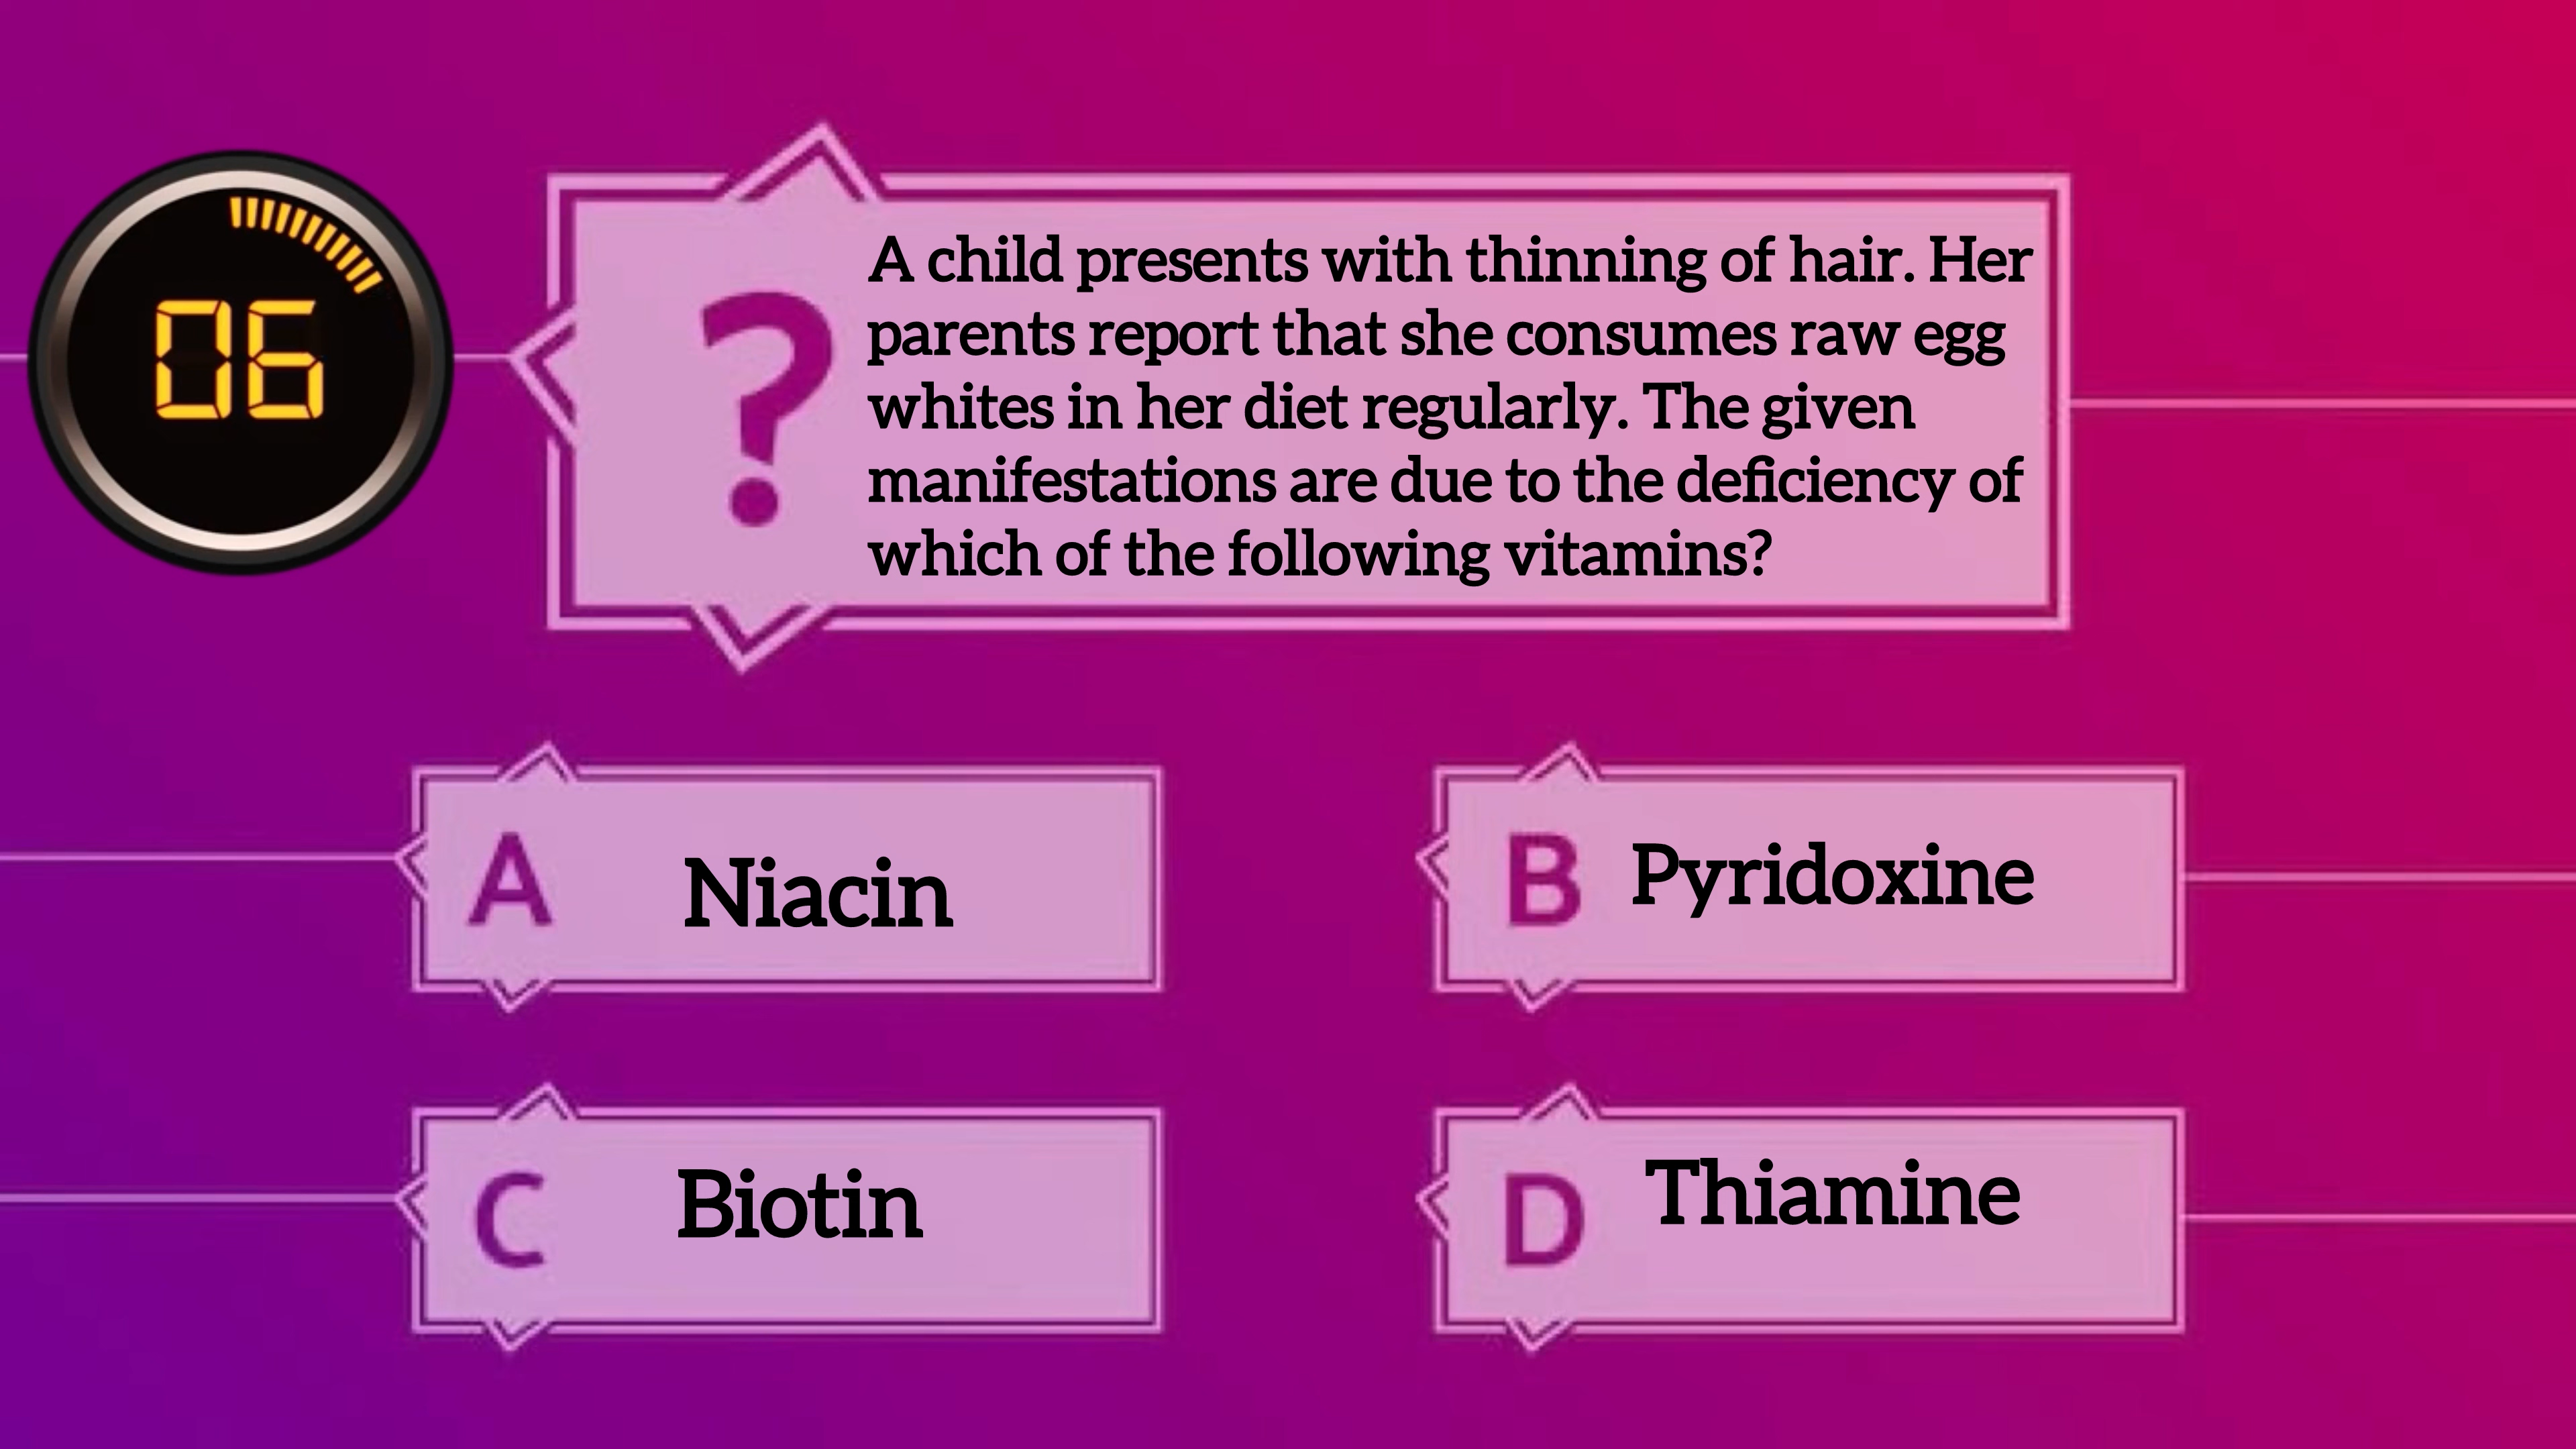 06
?
A child presents with thinning of hair. Her
parents report that she consumes raw egg
whites in her diet regularly. The given
manifestations are due to the deficiency of
which of the following vitamins?
A Niacin
B Pyridoxine
C Biotin
D Thiamine